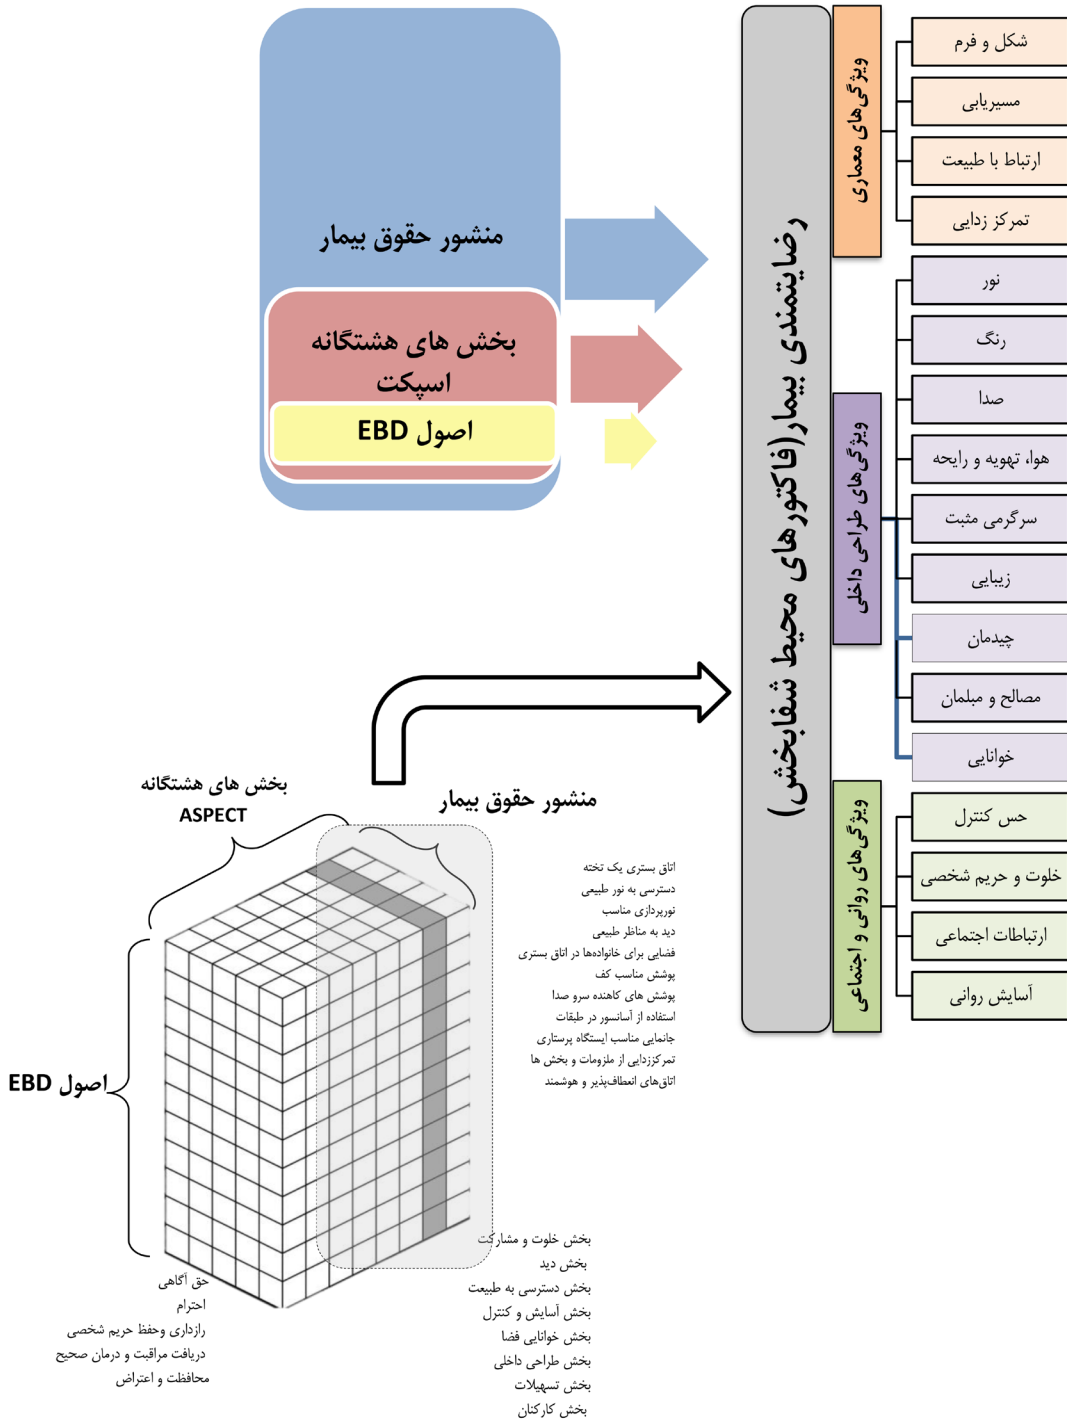 منشور حقوق بیمار
بخش های هشتگانه
اسپکت
اصول EBD
رضایتمندی بیمار(فاکتورهای محیط شفابخش)
ویژگی‌های معماری
شکل و فرم
مسیریابی
ارتباط با طبیعت
تمرکز زدایی
ویژگی‌های طراحی داخلی
نور
رنگ
صدا
هوا، تهویه و رایحه
سرگرمی مثبت
زیبایی
چیدمان
مصالح و مبلمان
خوانایی
ویژگی‌های روانی و اجتماعی
حس کنترل
خلوت و حریم شخصی
ارتباطات اجتماعی
آسایش روانی
بخش های هشتگانه
ASPECT
منشور حقوق بیمار
اصول EBD
اتاق بستری یک تخته
دسترسی به نور طبیعی
نورپردازی مناسب
دید به مناظر طبیعی
فضایی برای خانواده‌ها در اتاق بستری
پوشش مناسب کف
پوشش های کاهنده سرو صدا
استفاده از آسانسور در طبقات
جانمایی مناسب ایستگاه پرستاری
تمرکززدایی از ملزومات و بخش ها
اتاق‌های انعطاف‌پذیر و هوشمند
بخش خلوت و مشارکت
بخش دید
بخش دسترسی به طبیعت
بخش آسایش و کنترل
بخش خوانایی فضا
بخش طراحی داخلی
بخش تسهیلات
بخش کارکنان
حق آگاهی
احترام
رازداری وحفظ حریم شخصی
دریافت مراقبت و درمان صحیح
محافظت و اعتراض